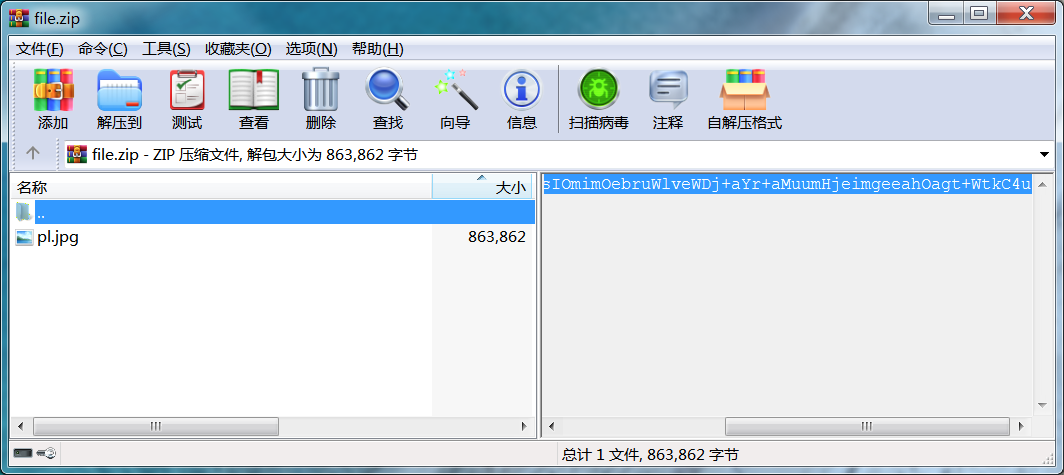 file.zip
文件(F) 命令(C) 工具(S) 收藏夹(O) 选项(N) 帮助(H)
添加 解压到 测试 查看 删除 查找 向导 信息 扫描病毒 注释 自解压格式
file.zip - ZIP 压缩文件, 解包大小为 863,862 字节
名称 大小
..
pl.jpg 863,862
sIOmimOebruWlveWDj+aYr+aMuumHjeimgeeahOagt+WtkC4u
总计 1 文件, 863,862 字节